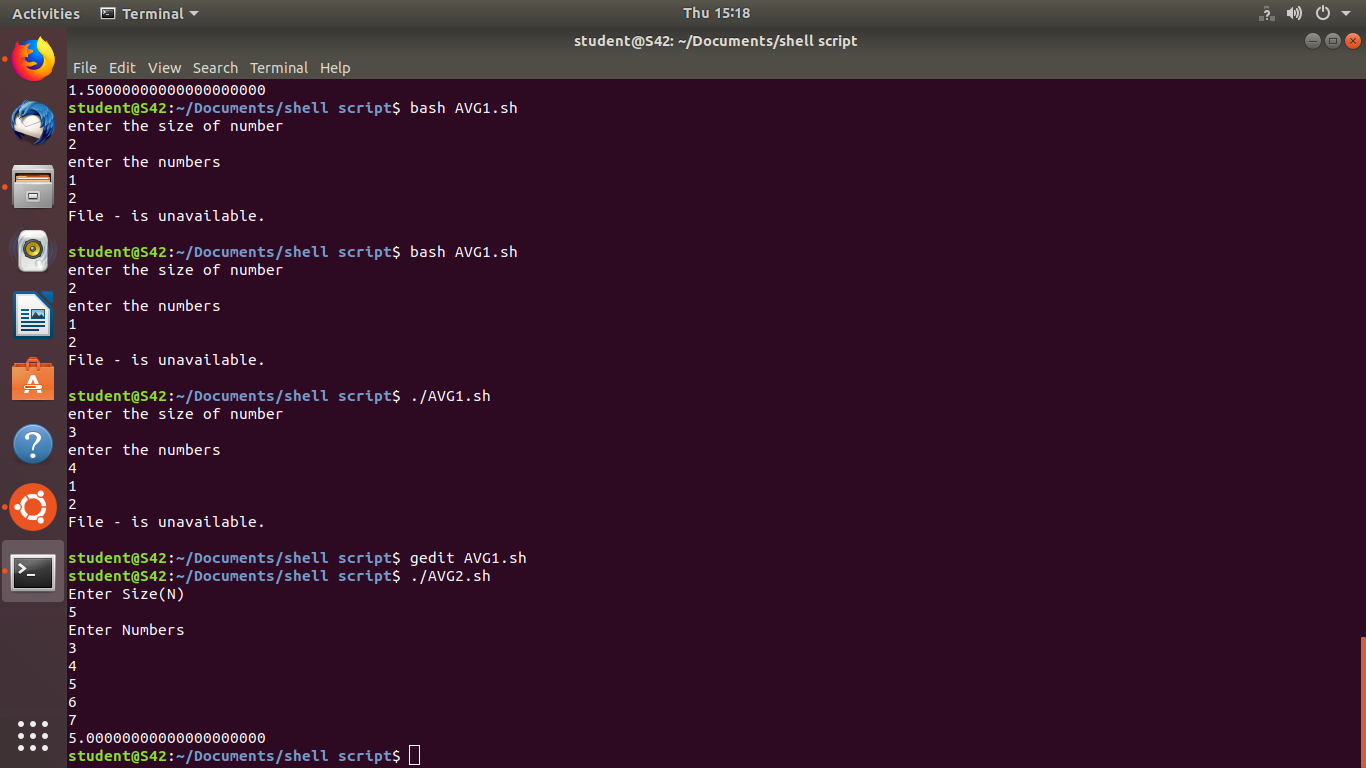 Activities Terminal Thu 15:18
student@S42: ~/Documents/shell script
File Edit View Search Terminal Help
1.50000000000000000000
student@S42:~/Documents/shell script$ bash AVG1.sh
enter the size of number
2
enter the numbers
1
2
File - is unavailable.
student@S42:~/Documents/shell script$ bash AVG1.sh
enter the size of number
2
enter the numbers
1
2
File - is unavailable.
student@S42:~/Documents/shell script$ ./AVG1.sh
enter the size of number
3
enter the numbers
4
1
2
File - is unavailable.
student@S42:~/Documents/shell script$ gedit AVG1.sh
student@S42:~/Documents/shell script$ ./AVG2.sh
Enter Size(N)
5
Enter Numbers
3
4
5
6
7
5.00000000000000000000
student@S42:~/Documents/shell script$